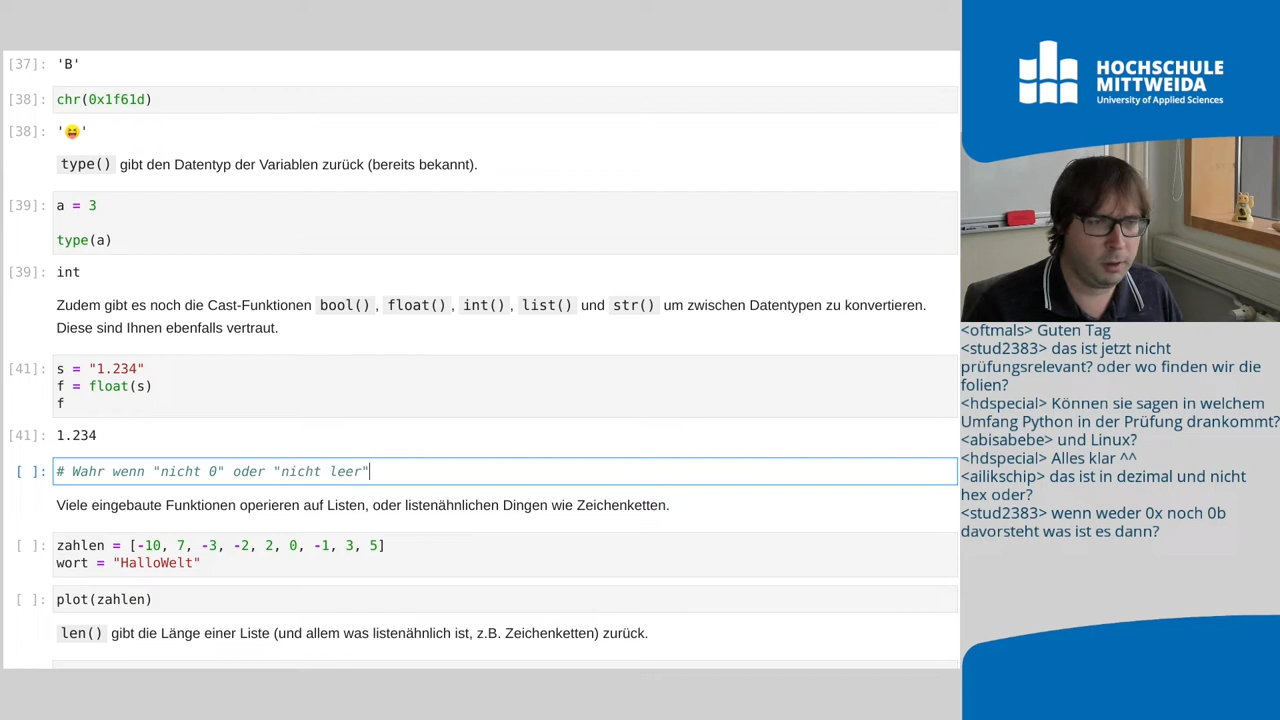 [37]: 'B'
[38]: chr(0x1f61d)
[38]: '😝'
type() gibt den Datentyp der Variablen zurück (bereits bekannt).
[39]: a = 3
type(a)
[39]: int
Zudem gibt es noch die Cast-Funktionen bool(), float(), int(), list() und str() um zwischen Datentypen zu konvertieren.
Diese sind Ihnen ebenfalls vertraut.
[41]: s = "1.234"
f = float(s)
f
[41]: 1.234
[ ]: # Wahr wenn "nicht 0" oder "nicht leer"
Viele eingebaute Funktionen operieren auf Listen, oder listenähnlichen Dingen wie Zeichenketten.
[ ]: zahlen = [-10, 7, -3, -2, 2, 0, -1, 3, 5]
wort = "HalloWelt"
[ ]: plot(zahlen)
len() gibt die Länge einer Liste (und allem was listenähnlich ist, z.B. Zeichenketten) zurück.
HOCHSCHULE
MITTWEIDA
University of Applied Sciences
<oftmals> Guten Tag
<stud2383> das ist jetzt nicht
prüfungsrelevant? oder wo finden wir die
folien?
<hdspecial> Können sie sagen in welchem
Umfang Python in der Prüfung drankommt?
<abisabebe> und Linux?
<hdspecial> Alles klar ^^
<ailikschip> das ist in dezimal und nicht
hex oder?
<stud2383> wenn weder 0x noch 0b
davorsteht was ist es dann?